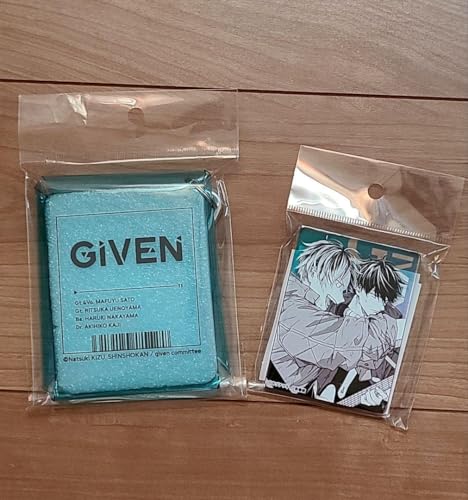 GiVEN
Gt.&Vo. MAFUYU SATO
Gt. RITSUKA UENOYAMA
Ba. HARUKI NAKAYAMA
Dr. AKIHIKO KAJI
©Natsuki KIZU, SHINSHOKAN / given committee